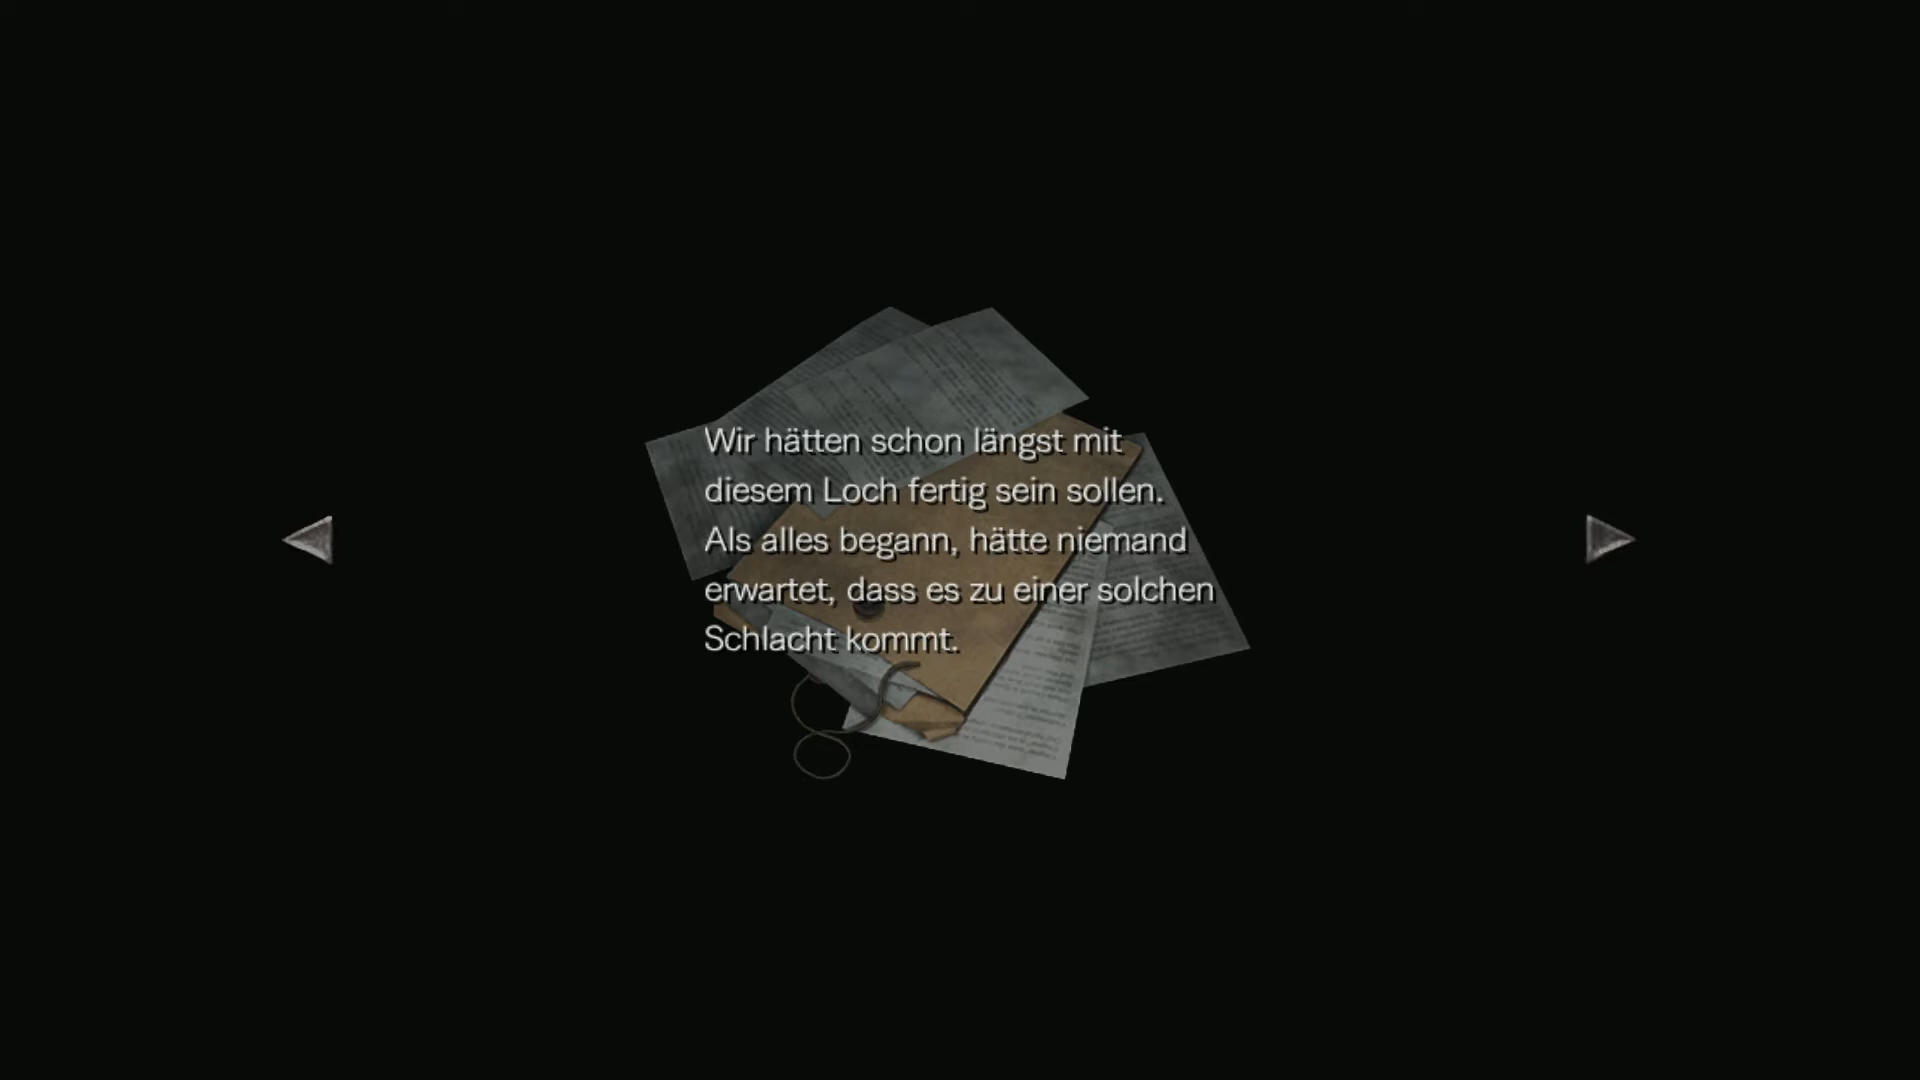 Wir hätten schon längst mit
diesem Loch fertig sein sollen.
Als alles begann, hätte niemand
erwartet, dass es zu einer solchen
Schlacht kommt.